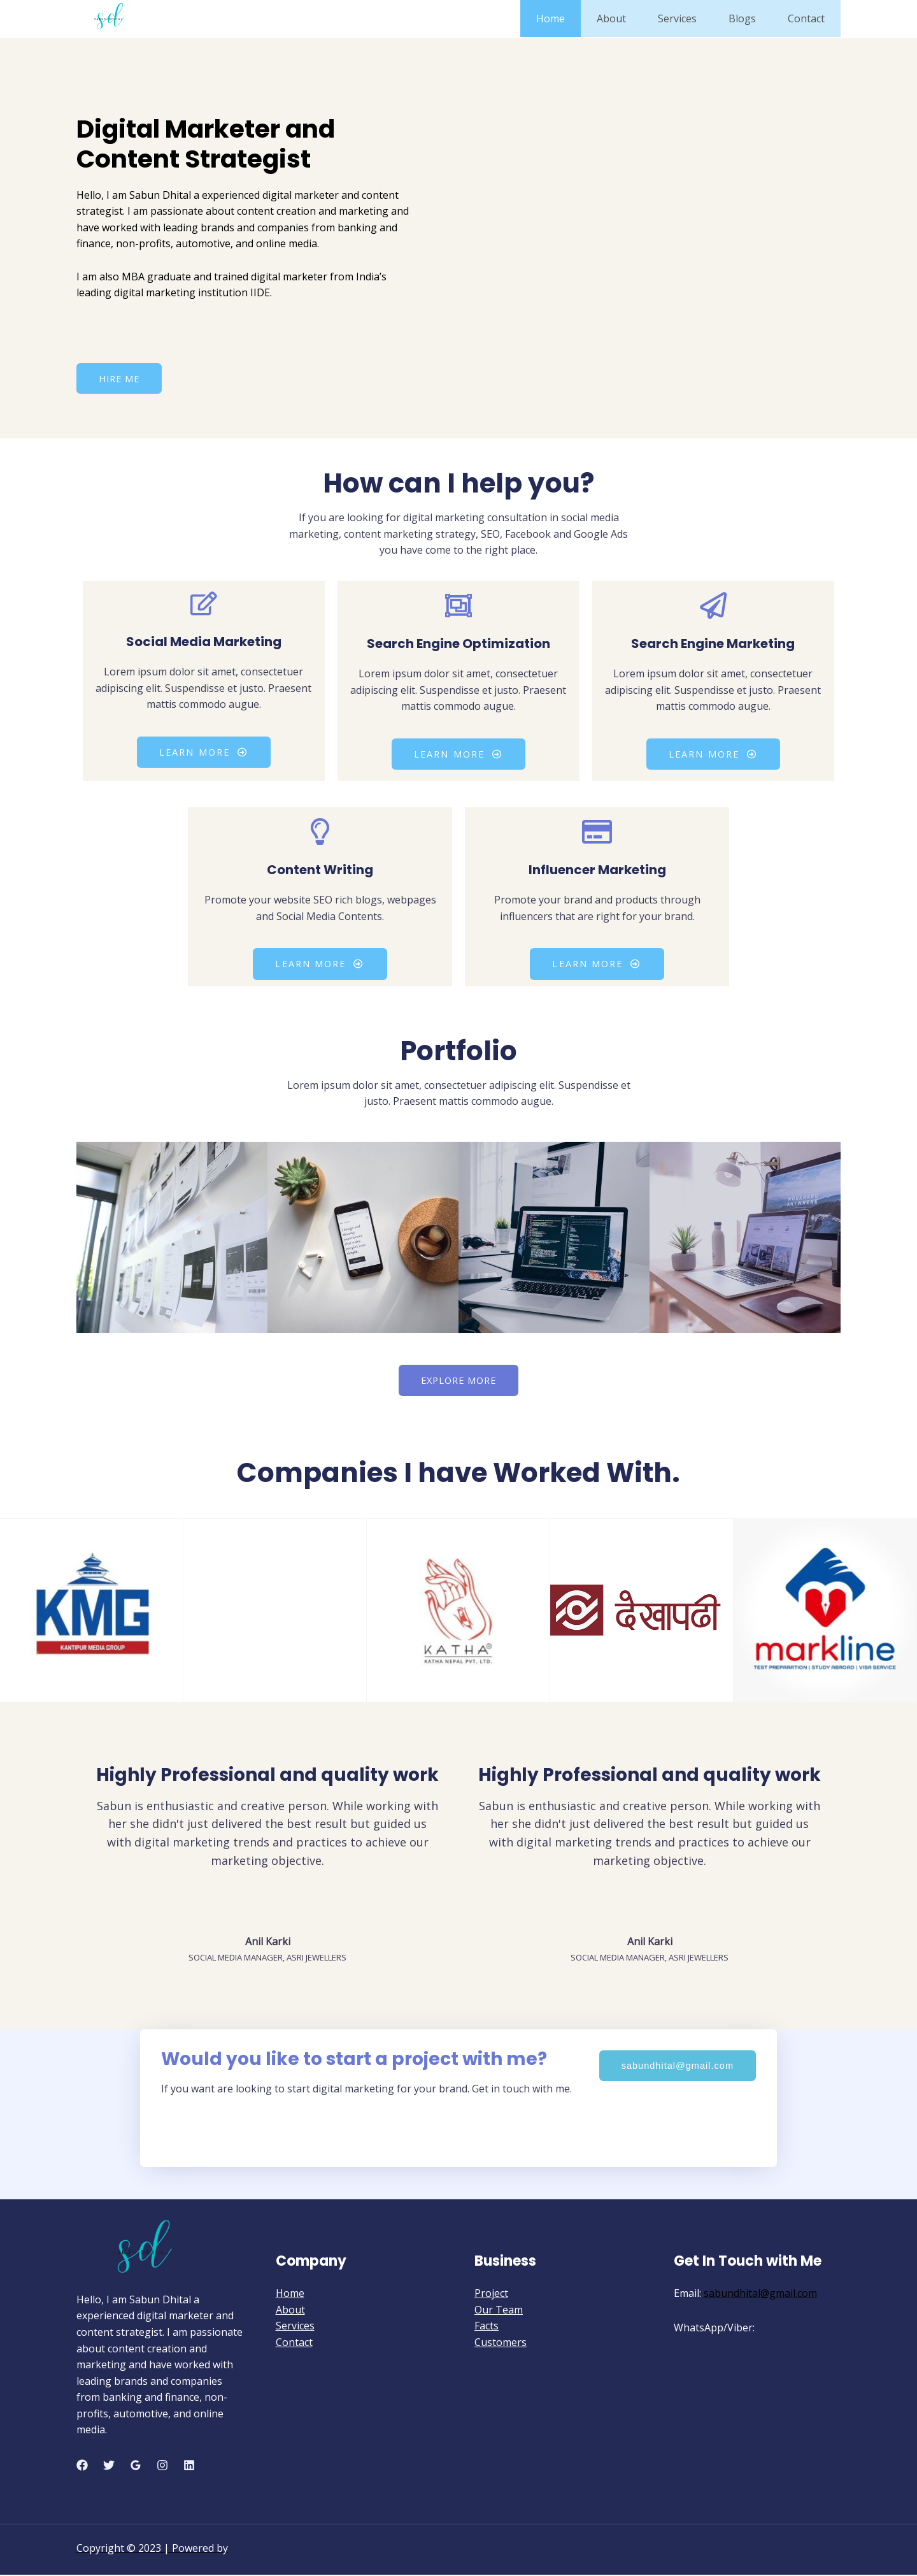 sd
Home About Services Blogs Contact
Digital Marketer and
Content Strategist
Hello, I am Sabun Dhital a experienced digital marketer and content
strategist. I am passionate about content creation and marketing and
have worked with leading brands and companies from banking and
finance, non-profits, automotive, and online media.
I am also MBA graduate and trained digital marketer from India’s
leading digital marketing institution IIDE.
HIRE ME
How can I help you?
If you are looking for digital marketing consultation in social media
marketing, content marketing strategy, SEO, Facebook and Google Ads
you have come to the right place.
Social Media Marketing
Lorem ipsum dolor sit amet, consectetuer
adipiscing elit. Suspendisse et justo. Praesent
mattis commodo augue.
LEARN MORE
Search Engine Optimization
Lorem ipsum dolor sit amet, consectetuer
adipiscing elit. Suspendisse et justo. Praesent
mattis commodo augue.
LEARN MORE
Search Engine Marketing
Lorem ipsum dolor sit amet, consectetuer
adipiscing elit. Suspendisse et justo. Praesent
mattis commodo augue.
LEARN MORE
Content Writing
Promote your website SEO rich blogs, webpages
and Social Media Contents.
LEARN MORE
Influencer Marketing
Promote your brand and products through
influencers that are right for your brand.
LEARN MORE
Portfolio
Lorem ipsum dolor sit amet, consectetuer adipiscing elit. Suspendisse et
justo. Praesent mattis commodo augue.
EXPLORE MORE
Companies I have Worked With.
KMG
KANTIPUR MEDIA GROUP
KATHA®
KATHA NEPAL PVT. LTD.
देखापढी
markline
TEST PREPARATION | STUDY ABROAD | VISA SERVICE
Highly Professional and quality work
Sabun is enthusiastic and creative person. While working with
her she didn't just delivered the best result but guided us
with digital marketing trends and practices to achieve our
marketing objective.
Anil Karki
SOCIAL MEDIA MANAGER, ASRI JEWELLERS
Highly Professional and quality work
Sabun is enthusiastic and creative person. While working with
her she didn't just delivered the best result but guided us
with digital marketing trends and practices to achieve our
marketing objective.
Anil Karki
SOCIAL MEDIA MANAGER, ASRI JEWELLERS
Would you like to start a project with me?
If you want are looking to start digital marketing for your brand. Get in touch with me.
sabundhital@gmail.com
sd
Hello, I am Sabun Dhital a
experienced digital marketer and
content strategist. I am passionate
about content creation and
marketing and have worked with
leading brands and companies
from banking and finance, non-
profits, automotive, and online
media.
Company
Home
About
Services
Contact
Business
Project
Our Team
Facts
Customers
Get In Touch with Me
Email: sabundhital@gmail.com
WhatsApp/Viber:
Copyright © 2023 | Powered by